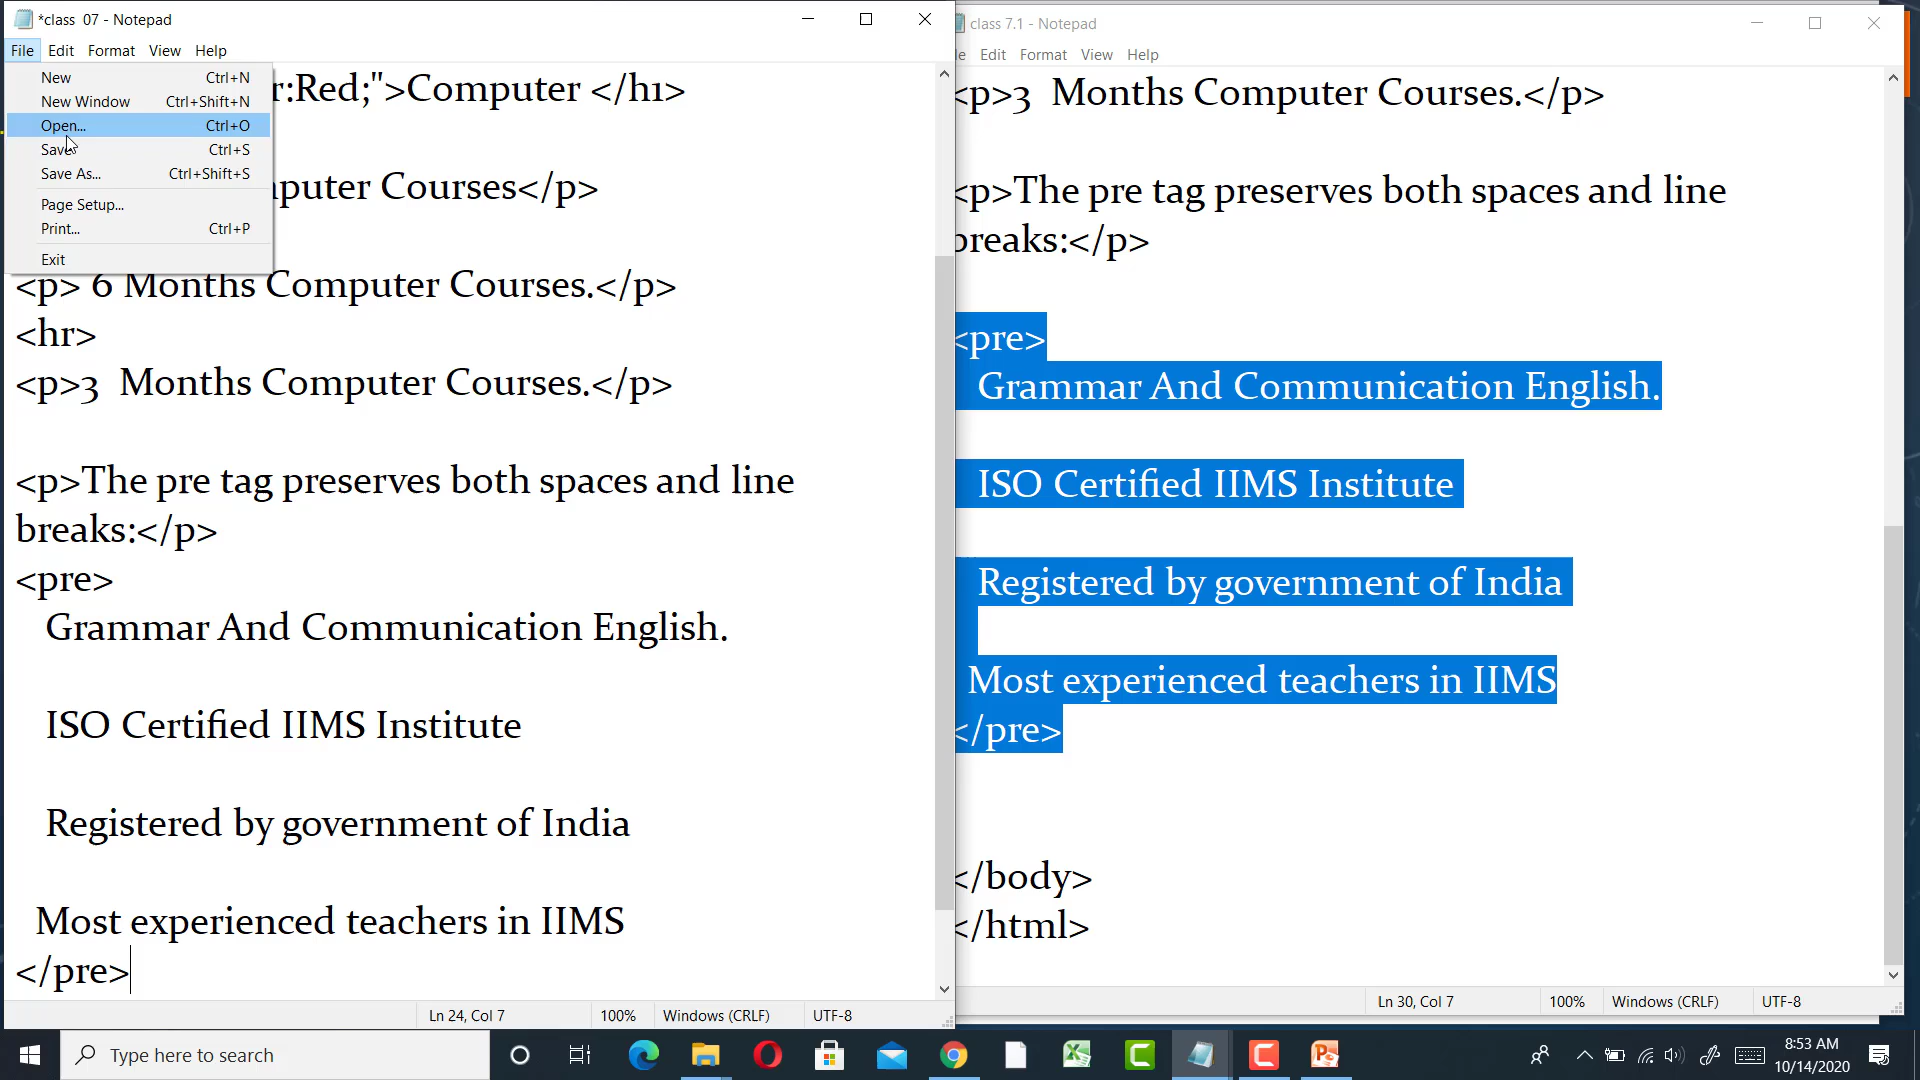 *class  07 - Notepad
File Edit Format View Help
New Ctrl+N
New Window Ctrl+Shift+N
Open... Ctrl+O
Save Ctrl+S
Save As... Ctrl+Shift+S
Page Setup...
Print... Ctrl+P
Exit
r:Red;">Computer </h1>
puter Courses</p>
<p> 6 Months Computer Courses.</p>
<hr>
<p>3  Months Computer Courses.</p>
<p>The pre tag preserves both spaces and line
breaks:</p>
<pre>
Grammar And Communication English.
ISO Certified IIMS Institute
Registered by government of India
Most experienced teachers in IIMS
</pre>
Ln 24, Col 7 100% Windows (CRLF) UTF-8
class 7.1 - Notepad
le Edit Format View Help
<p>3  Months Computer Courses.</p>
<p>The pre tag preserves both spaces and line
breaks:</p>
<pre>
Grammar And Communication English.
ISO Certified IIMS Institute
Registered by government of India
Most experienced teachers in IIMS
</pre>
</body>
</html>
Ln 30, Col 7 100% Windows (CRLF) UTF-8
Type here to search
8:53 AM
10/14/2020